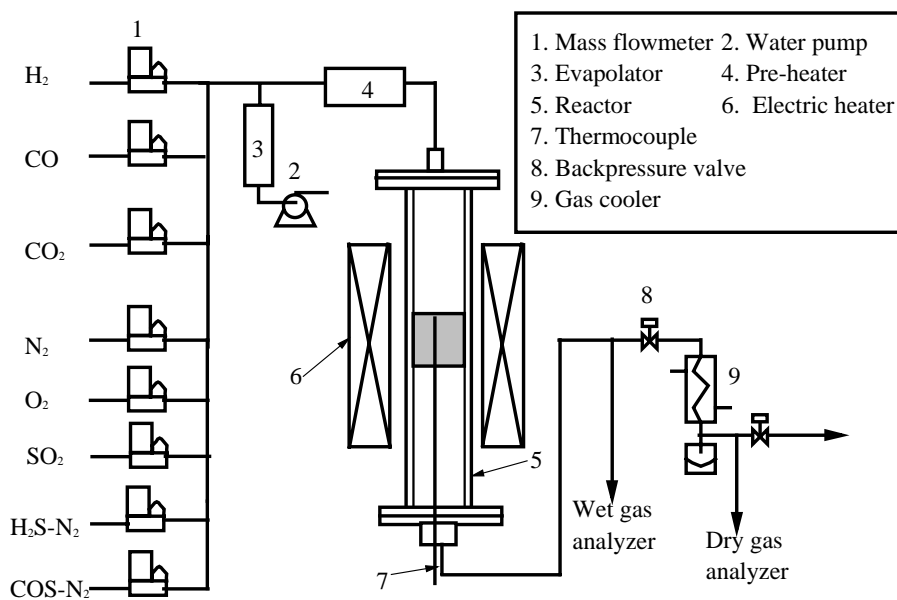 1
H₂
CO
CO₂
N₂
O₂
SO₂
H₂S-N₂
COS-N₂
4
3
2
1. Mass flowmeter 2. Water pump
3. Evapolator 4. Pre-heater
5. Reactor 6. Electric heater
7. Thermocouple
8. Backpressure valve
9. Gas cooler
6
5
7
8
9
Wet gas
analyzer
Dry gas
analyzer